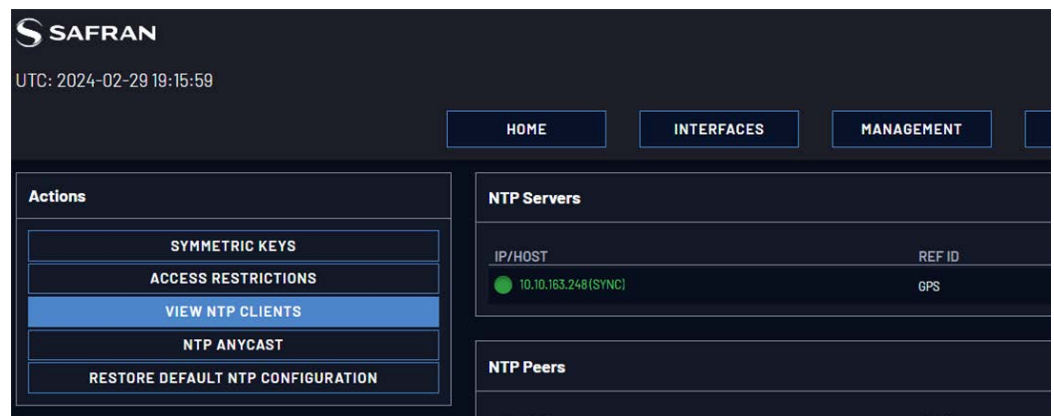 SAFRAN
UTC: 2024-02-29 19:15:59
HOME INTERFACES MANAGEMENT
Actions
SYMMETRIC KEYS
ACCESS RESTRICTIONS
VIEW NTP CLIENTS
NTP ANYCAST
RESTORE DEFAULT NTP CONFIGURATION
NTP Servers
IP/HOST REF ID
10.10.163.248(SYNC) GPS
NTP Peers